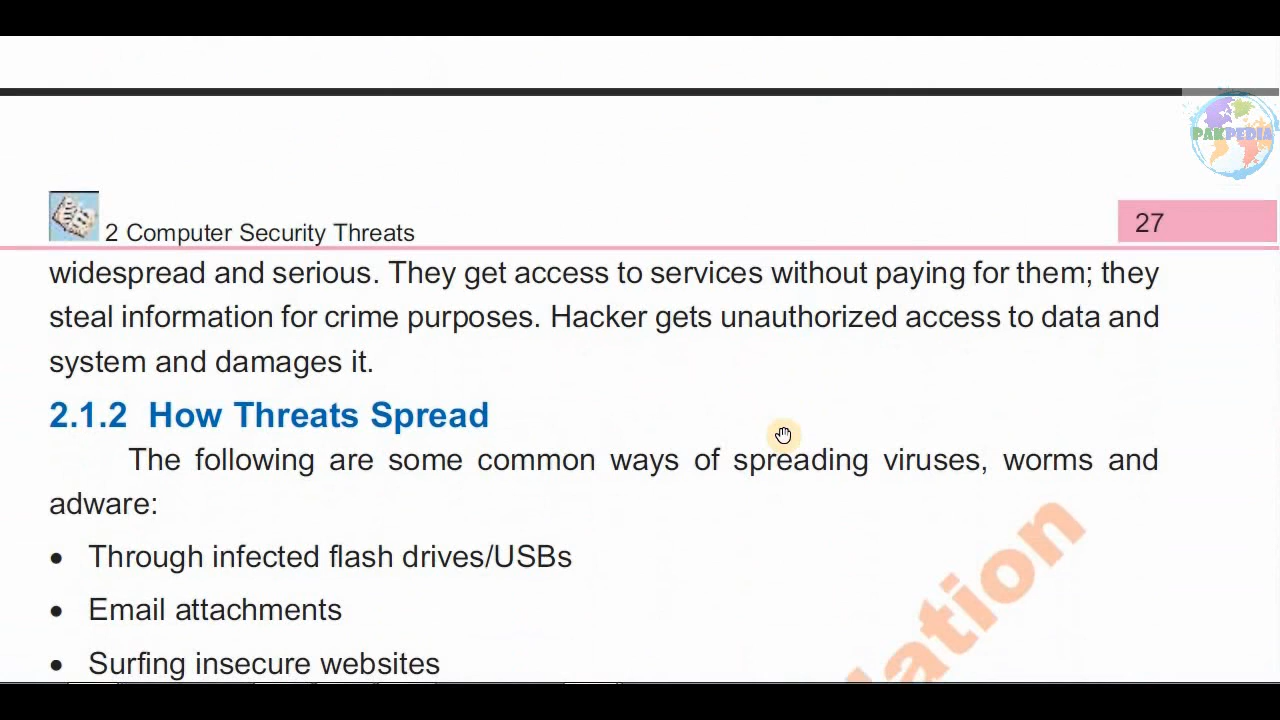 PAKPEDIA
2 Computer Security Threats
27
widespread and serious. They get access to services without paying for them; they
steal information for crime purposes. Hacker gets unauthorized access to data and
system and damages it.
2.1.2 How Threats Spread
The following are some common ways of spreading viruses, worms and
adware:
• Through infected flash drives/USBs
• Email attachments
• Surfing insecure websites
lation